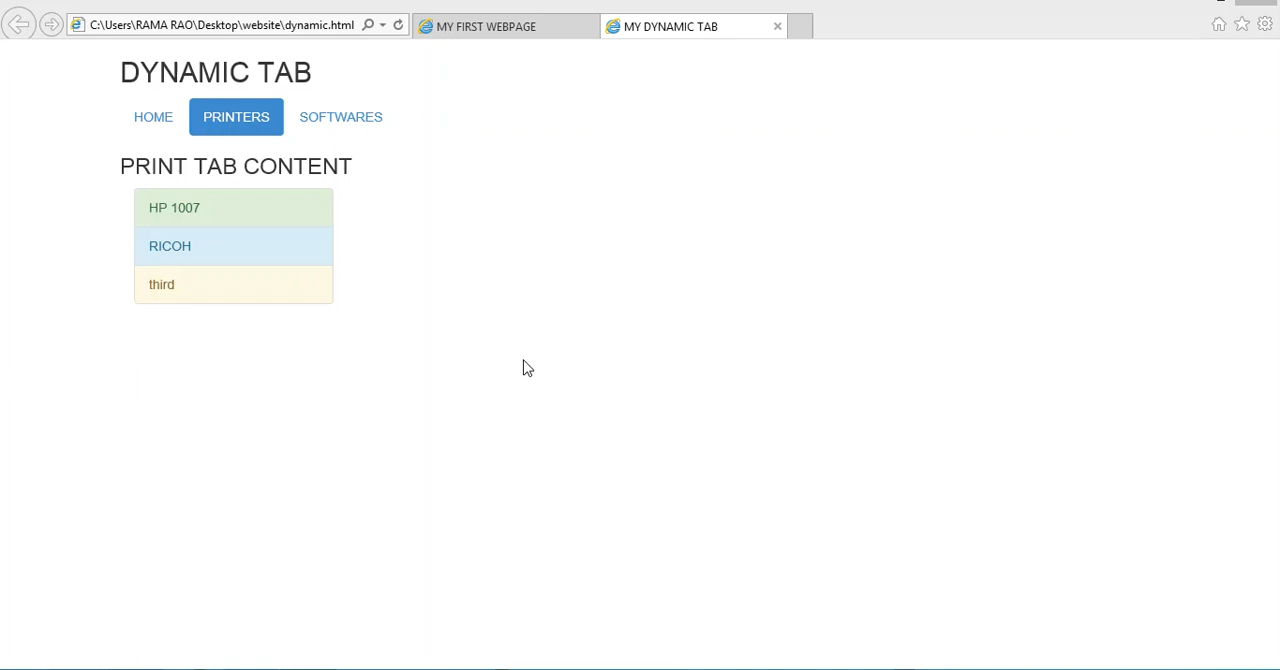 C:\Users\RAMA RAO\Desktop\website\dynamic.html
MY FIRST WEBPAGE
MY DYNAMIC TAB
DYNAMIC TAB
HOME PRINTERS SOFTWARES
PRINT TAB CONTENT
HP 1007
RICOH
third